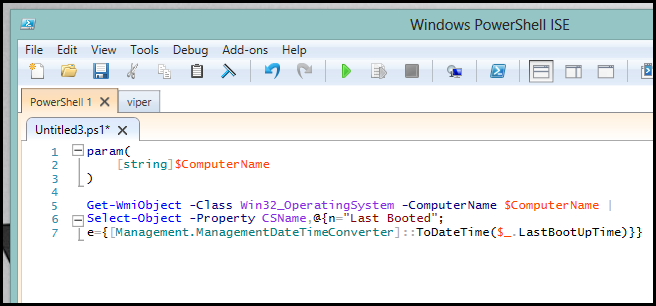 Windows PowerShell ISE
File Edit View Tools Debug Add-ons Help
PowerShell 1 viper
Untitled3.ps1*
1 param(
2 [string]$ComputerName
3 )
4
5 Get-WmiObject -Class Win32_OperatingSystem -ComputerName $ComputerName |
6 Select-Object -Property CSName,@{n="Last Booted";
7 e={[Management.ManagementDateTimeConverter]::ToDateTime($_.LastBootUpTime)}}